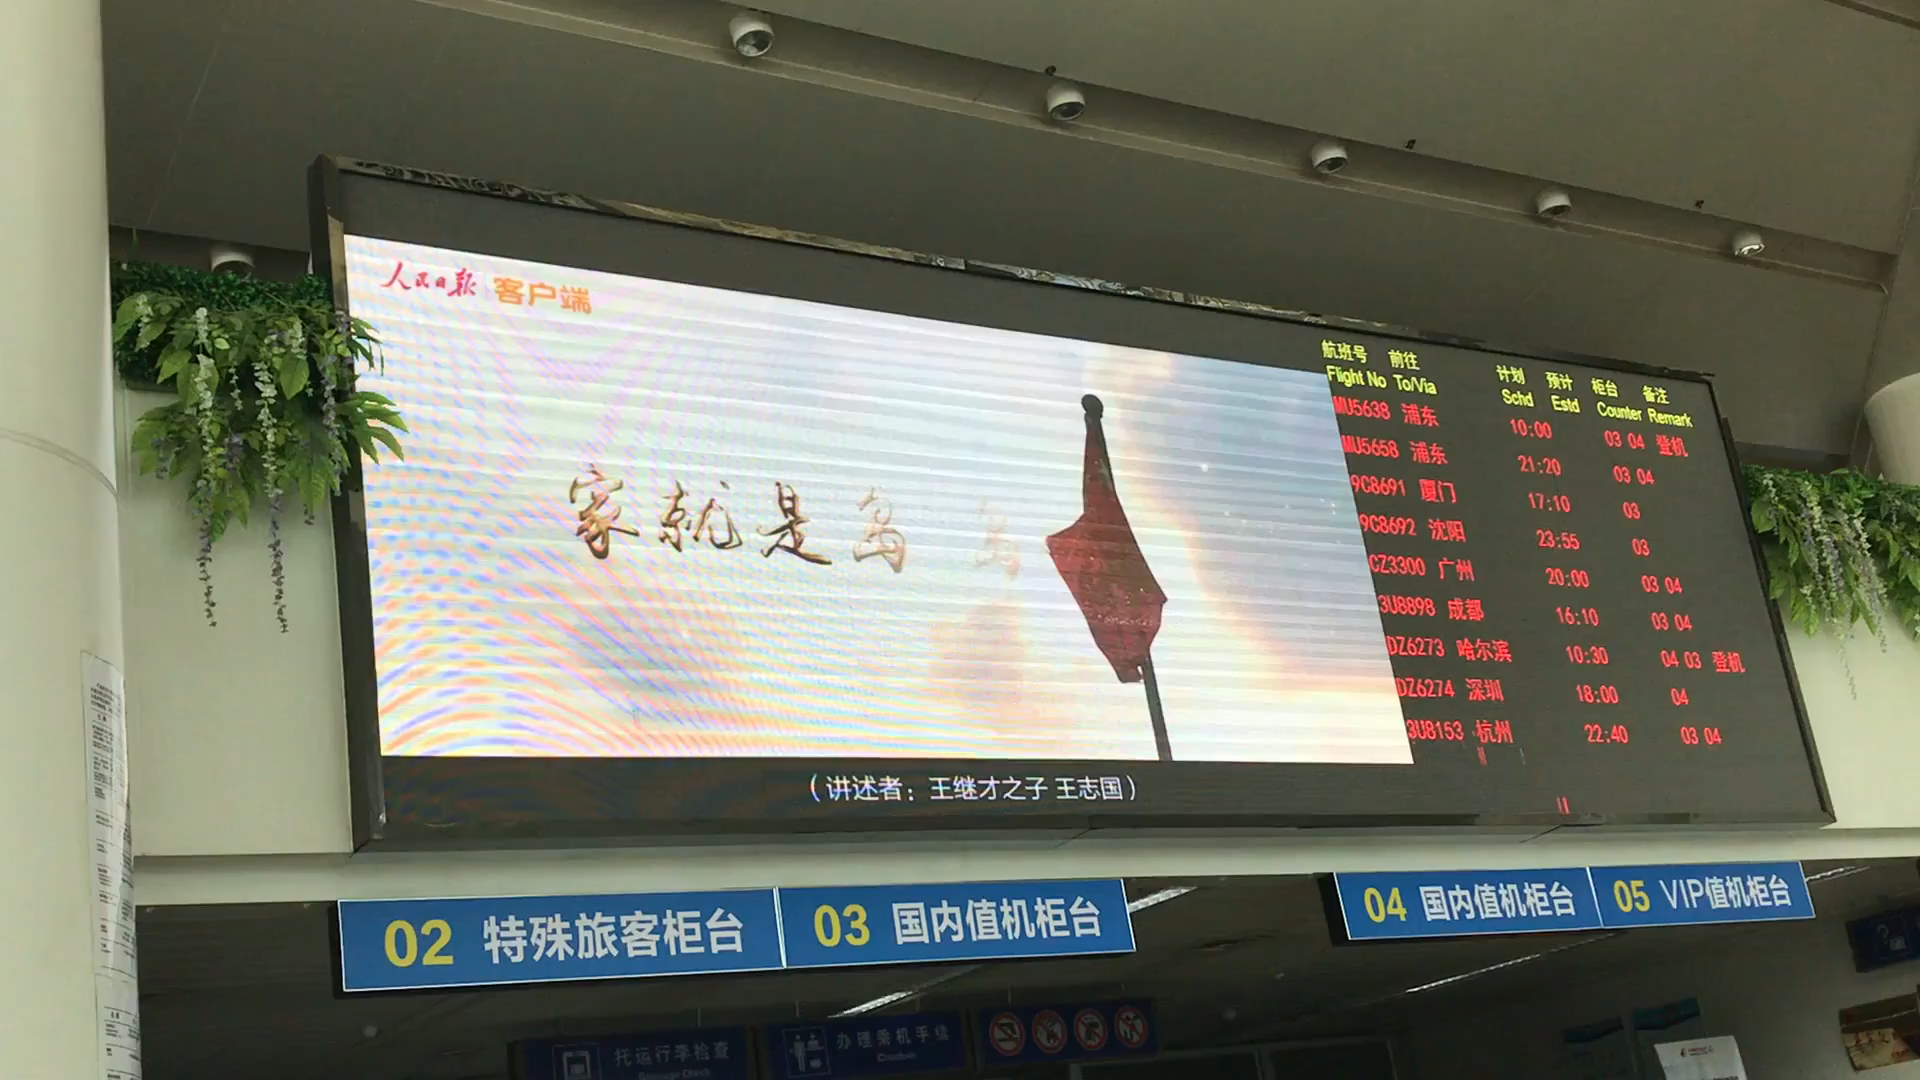 人民日报 客户端
家就是岛 岛
(讲述者：王继才之子 王志国)
航班号 前往 计划 预计 柜台 备注
Flight No To/Via Schd Estd Counter Remark
MU5638 浦东 10:00 03 04 登机
MU5658 浦东 21:20 03 04
9C8691 厦门 17:10 03
9C8692 沈阳 23:55 03
CZ3300 广州 20:00 03 04
3U8898 成都 16:10 03 04
DZ6273 哈尔滨 10:30 04 03 登机
DZ6274 深圳 18:00 04
3U8153 杭州 22:40 03 04
02 特殊旅客柜台
03 国内值机柜台
04 国内值机柜台
05 VIP值机柜台
托运行李检查
Baggage Check
办理乘机手续
Check-in